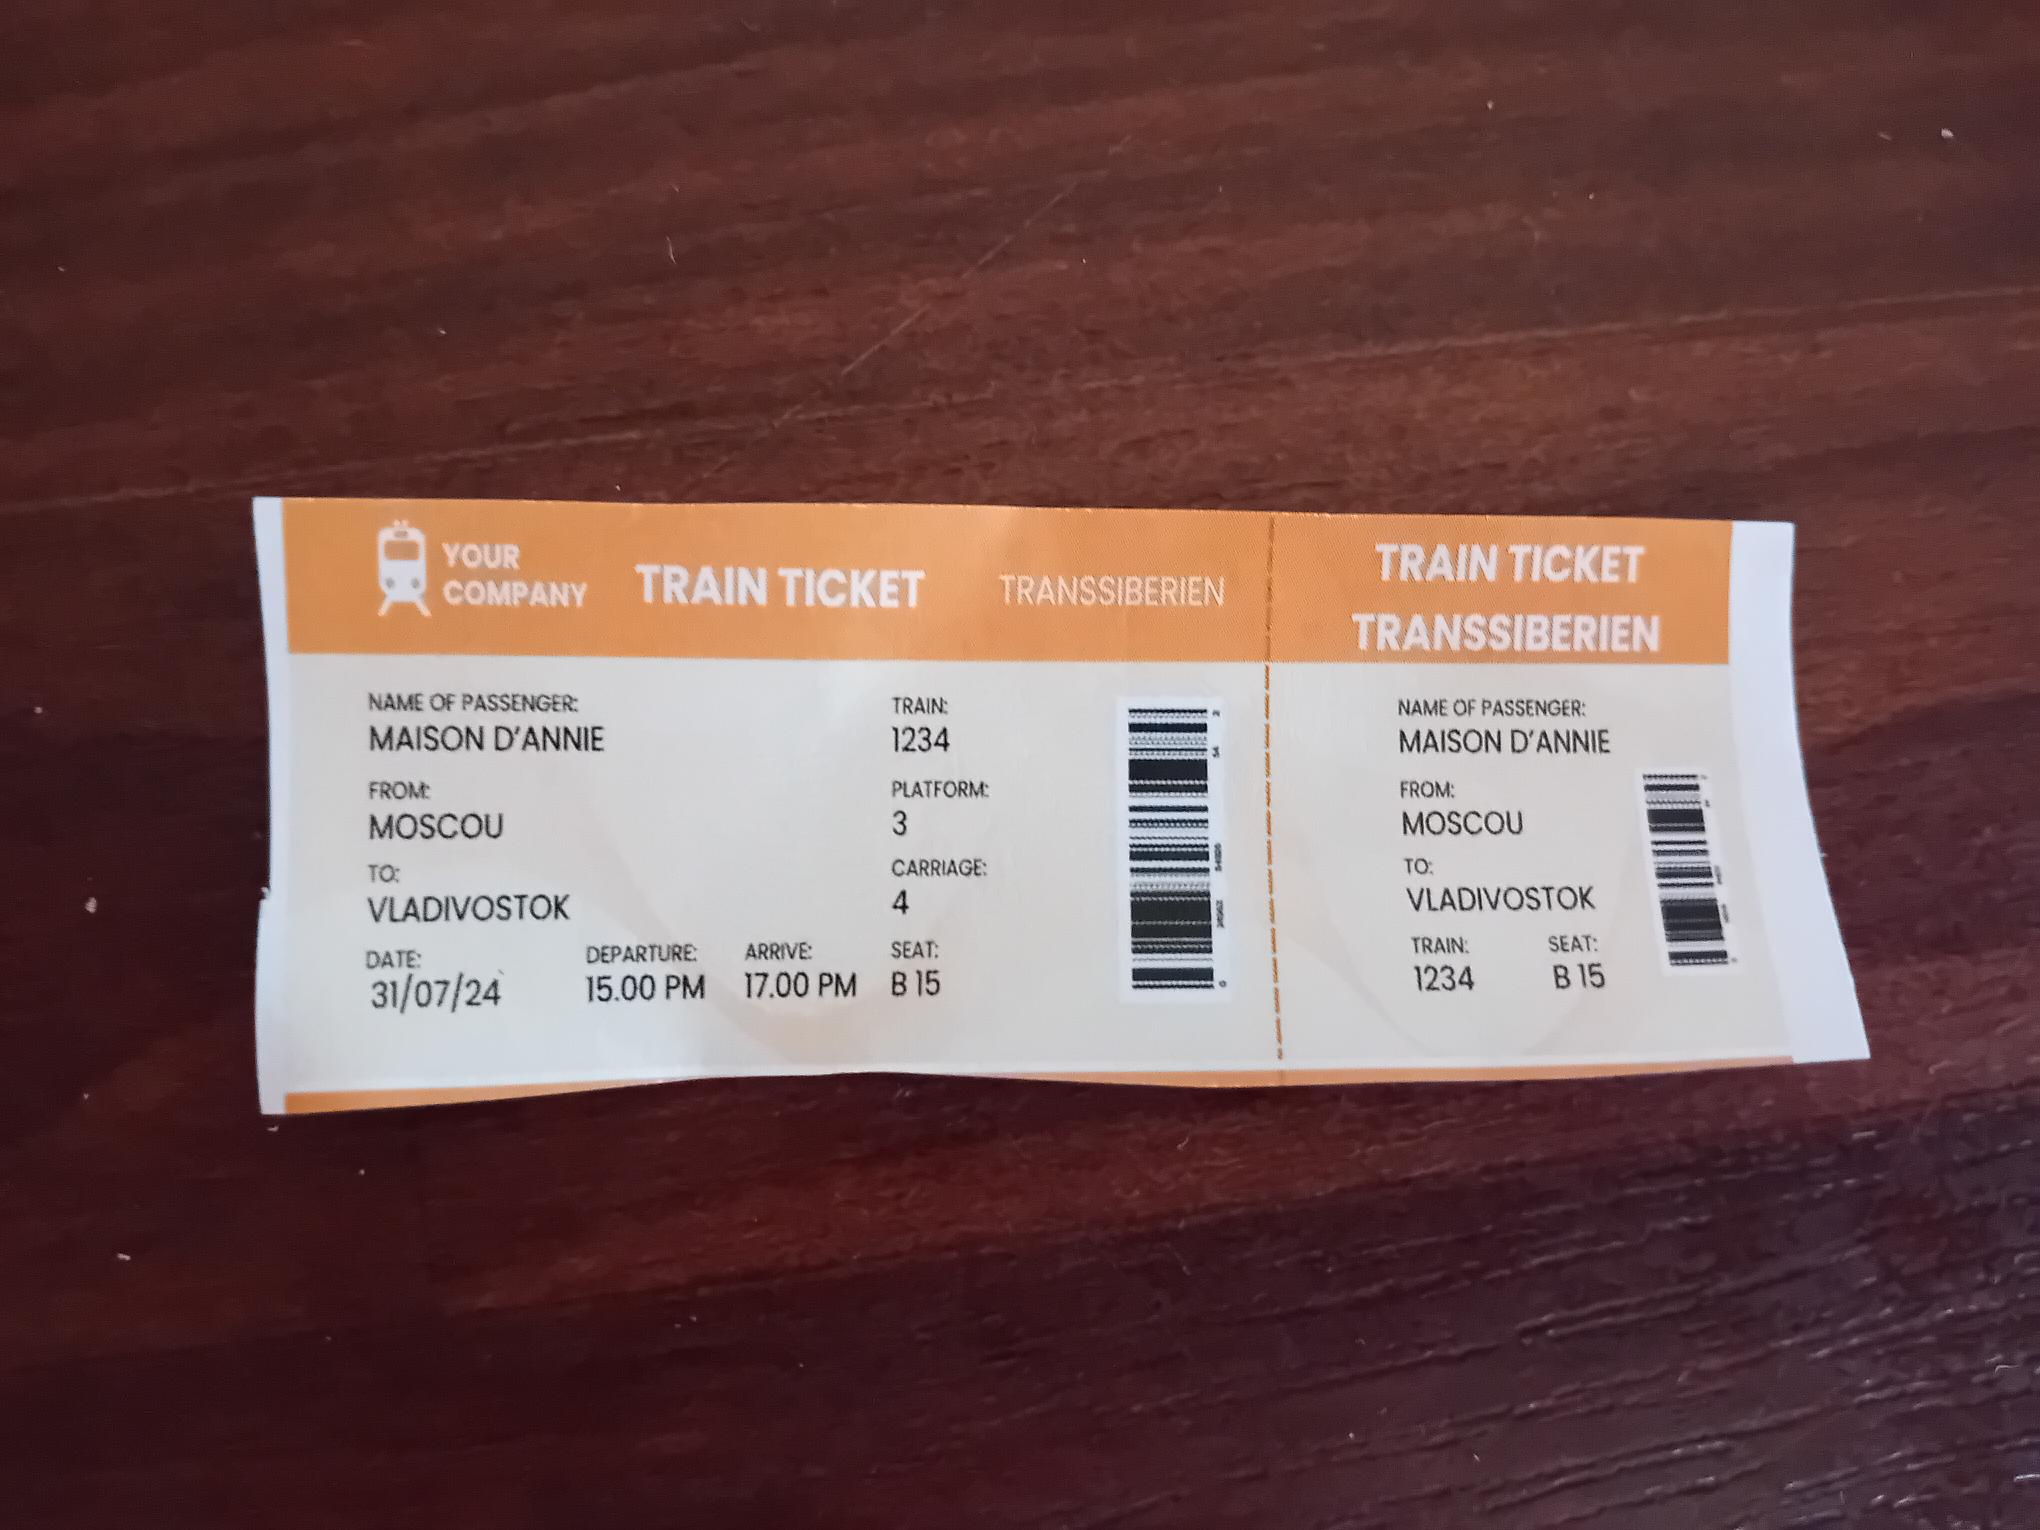 YOUR
COMPANY
TRAIN TICKET
TRANSSIBERIEN
NAME OF PASSENGER:
MAISON D'ANNIE
FROM:
MOSCOU
TO:
VLADIVOSTOK
DATE:
31/07/24
DEPARTURE:
15.00 PM
ARRIVE:
17.00 PM
TRAIN:
1234
PLATFORM:
3
CARRIAGE:
4
SEAT:
B 15
TRAIN TICKET
TRANSSIBERIEN
NAME OF PASSENGER:
MAISON D'ANNIE
FROM:
MOSCOU
TO:
VLADIVOSTOK
TRAIN:
1234
SEAT:
B 15